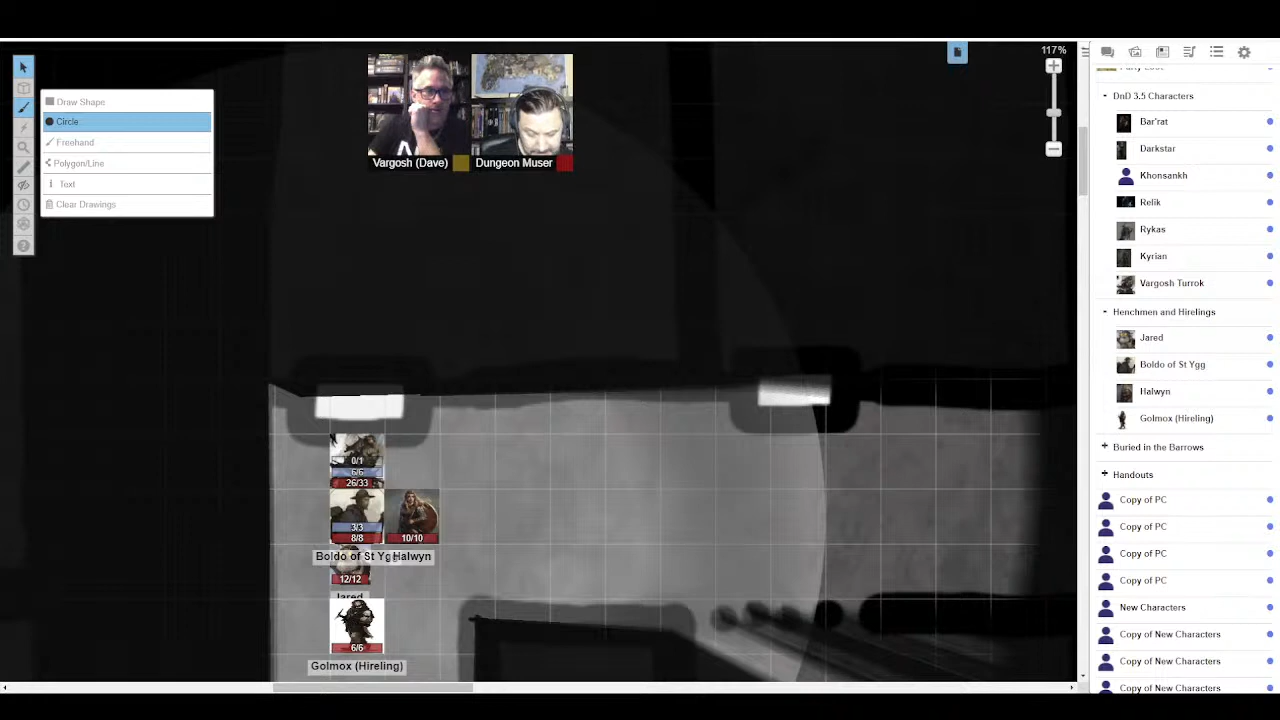 117%
Draw Shape
Circle
Freehand
Polygon/Line
Text
Clear Drawings
Vargosh (Dave)
Dungeon Muser
0/1
6/6
26/33
3/3
8/8
10/10
Boldo of St Yg
Halwyn
12/12
Jared
6/6
Golmox (Hireling)
DnD 3.5 Characters
Bar'rat
Darkstar
Khonsankh
Relik
Rykas
Kyrian
Vargosh Turrok
Henchmen and Hirelings
Jared
Boldo of St Ygg
Halwyn
Golmox (Hireling)
Buried in the Barrows
Handouts
Copy of PC
Copy of PC
Copy of PC
Copy of PC
New Characters
Copy of New Characters
Copy of New Characters
Copy of New Characters